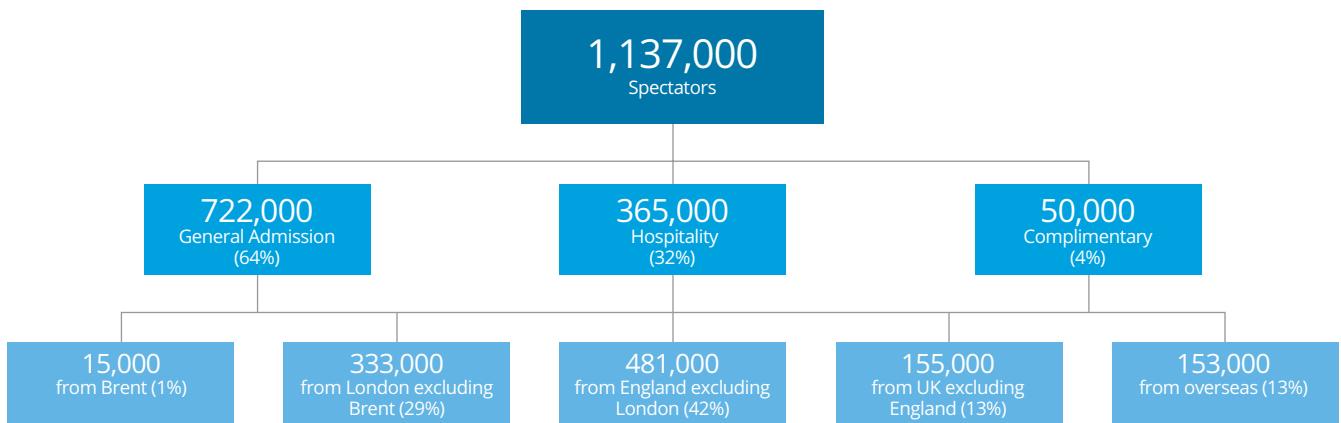 1,137,000
Spectators
722,000
General Admission
(64%)
365,000
Hospitality
(32%)
50,000
Complimentary
(4%)
15,000
from Brent (1%)
333,000
from London excluding
Brent (29%)
481,000
from England excluding
London (42%)
155,000
from UK excluding
England (13%)
153,000
from overseas (13%)